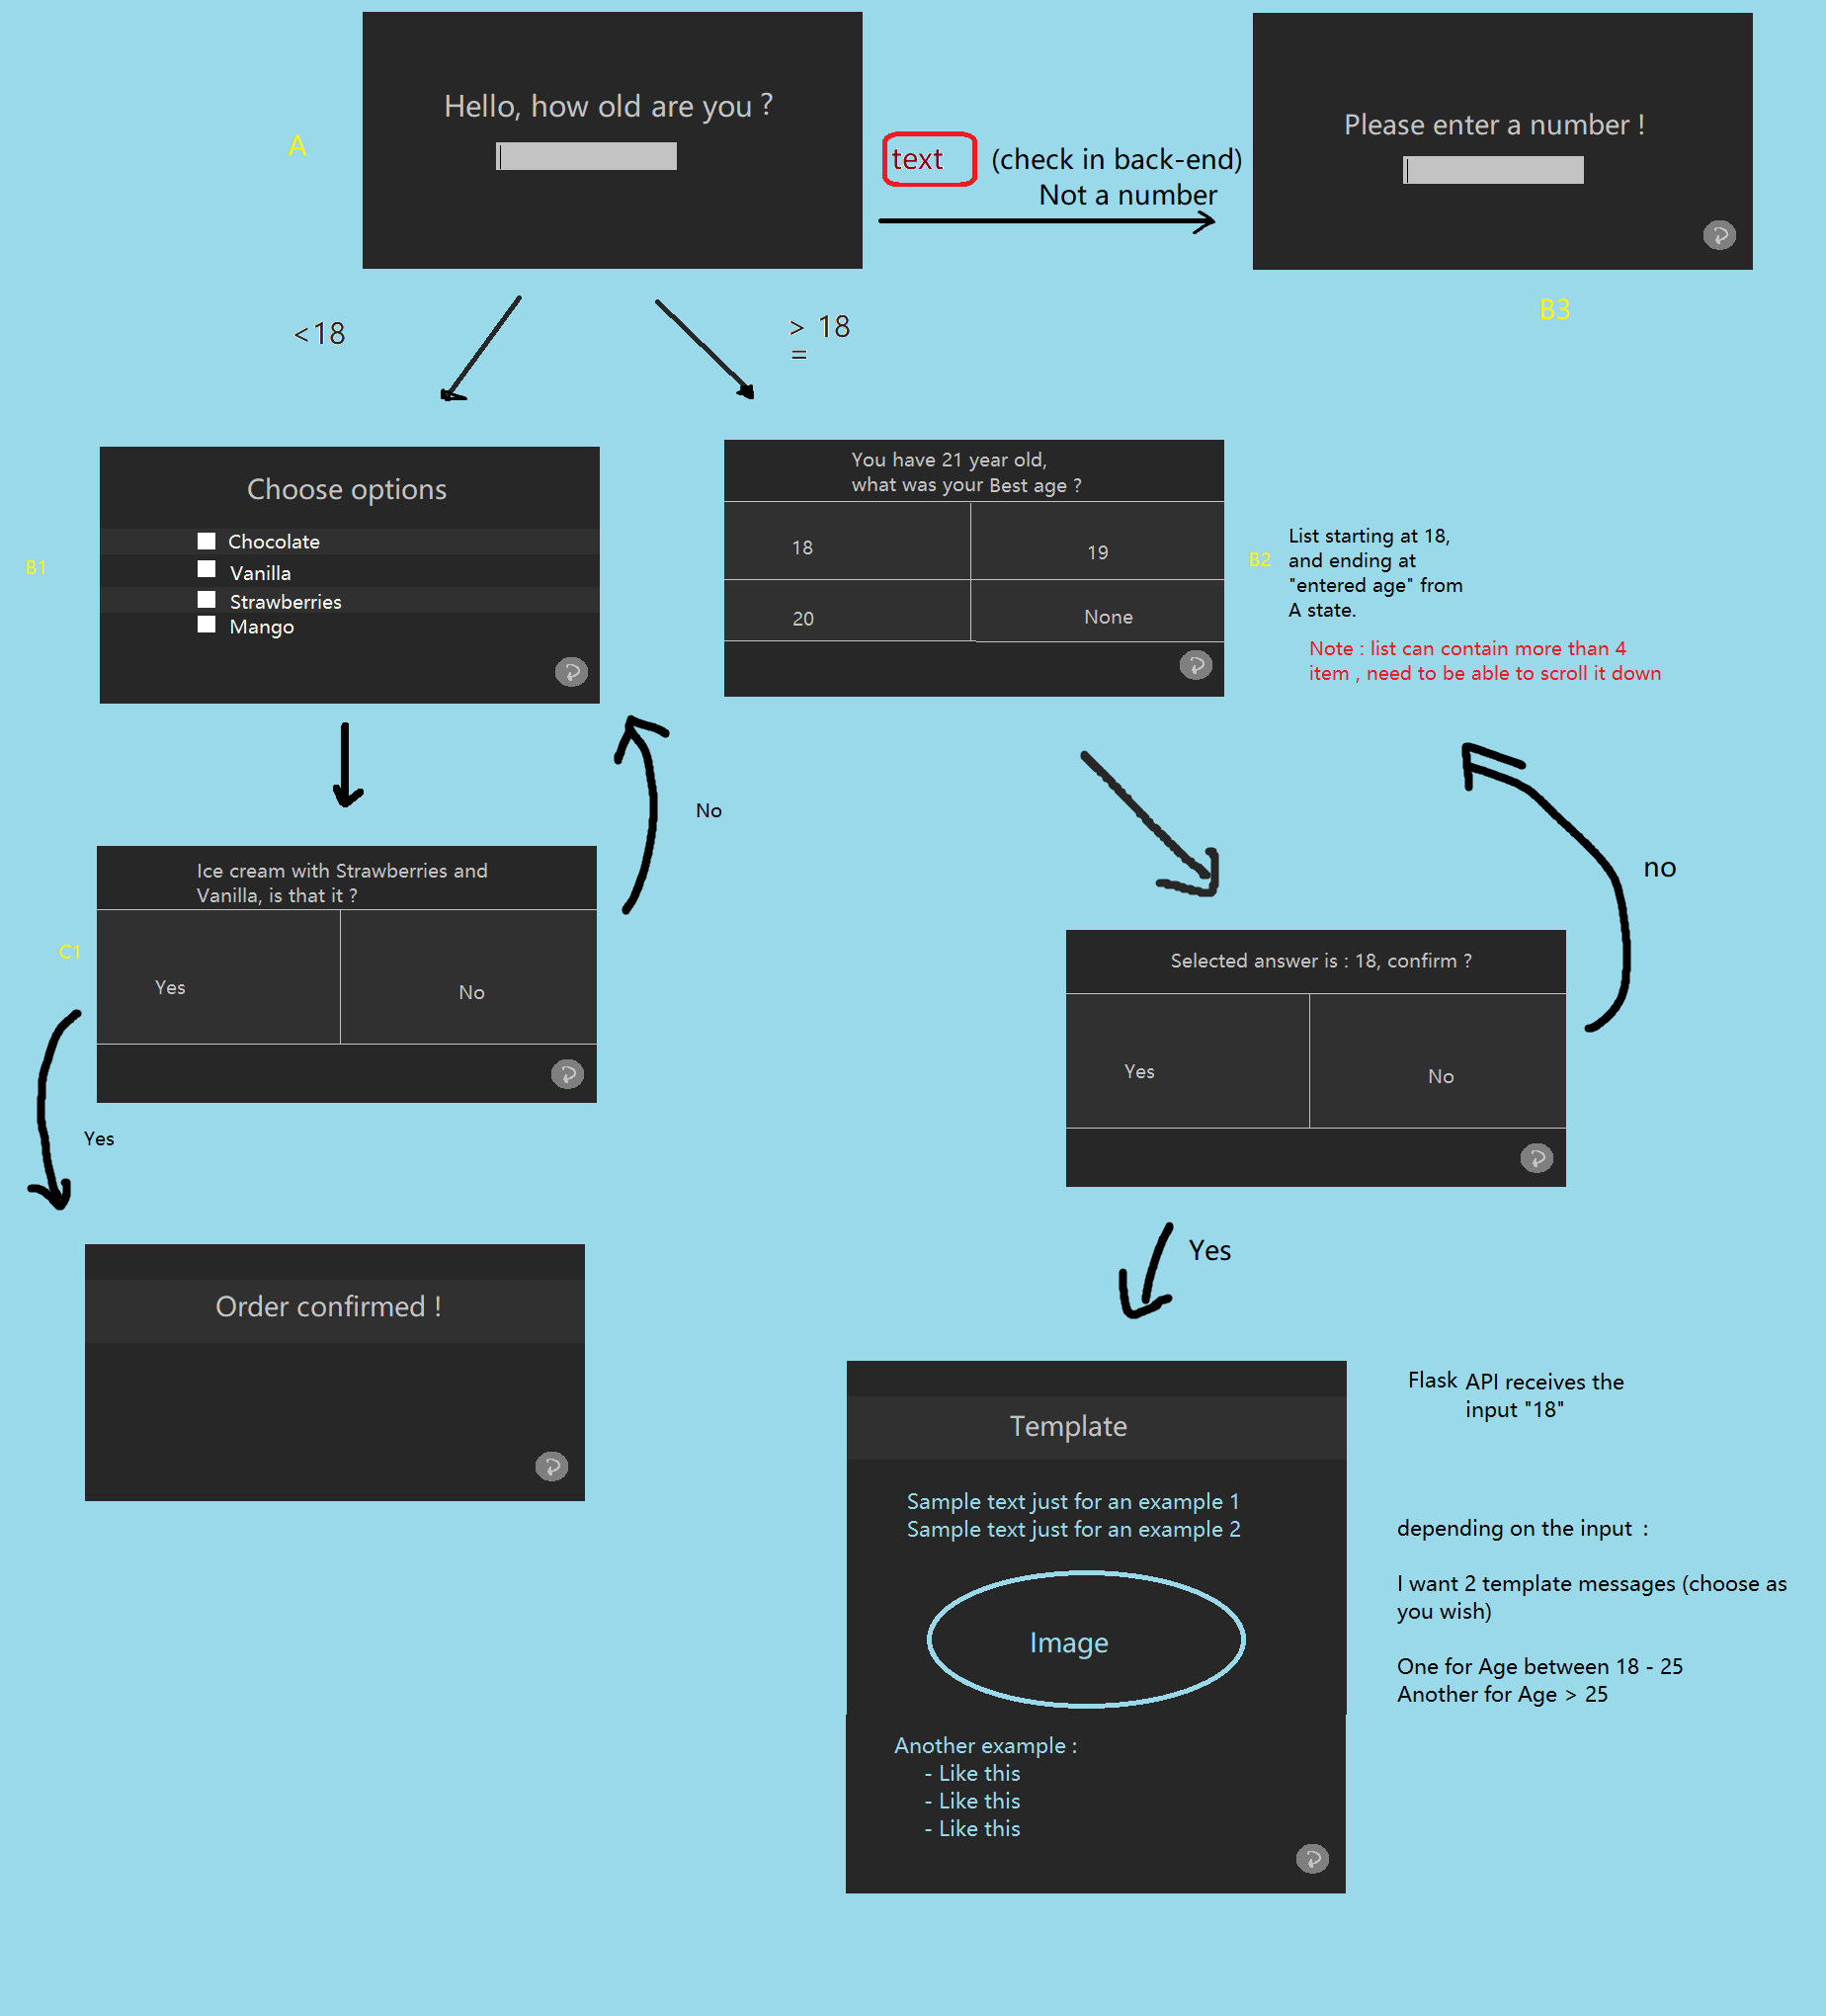 Hello, how old are you ?
A
text
(check in back-end)
Not a number
Please enter a number !
B3
<18
> 18
=
Choose options
Chocolate
Vanilla
Strawberries
Mango
B1
You have 21 year old,
what was your Best age ?
18
19
20
None
B2
List starting at 18,
and ending at
"entered age" from
A state.
Note : list can contain more than 4
item , need to be able to scroll it down
No
Ice cream with Strawberries and
Vanilla, is that it ?
Yes
No
C1
Yes
no
Selected answer is : 18, confirm ?
Yes
No
Yes
Order confirmed !
Template
Sample text just for an example 1
Sample text just for an example 2
Image
Another example :
- Like this
- Like this
- Like this
Flask API receives the
input "18"
depending on the input :
I want 2 template messages (choose as
you wish)
One for Age between 18 - 25
Another for Age > 25